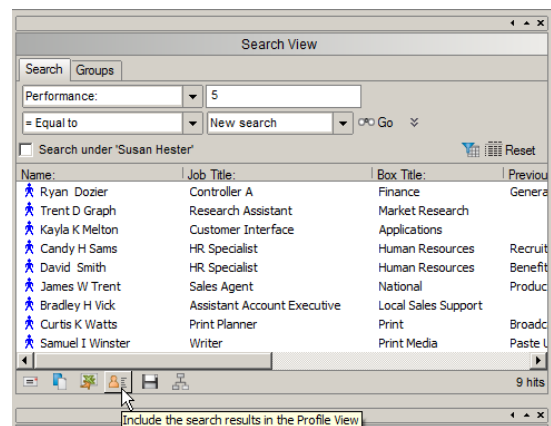 Search View
Search Groups
Performance: 5
= Equal to New search Go
Search under 'Susan Hester' Reset
Name: Job Title: Box Title: Previou
Ryan Dozier Controller A Finance Genera
Trent D Graph Research Assistant Market Research
Kayla K Melton Customer Interface Applications
Candy H Sams HR Specialist Human Resources Recruit
David Smith HR Specialist Human Resources Benefit
James W Trent Sales Agent National Produc
Bradley H Vick Assistant Account Executive Local Sales Support
Curtis K Watts Print Planner Print Broadc
Samuel I Winster Writer Print Media Paste U
9 hits
Include the search results in the Profile View